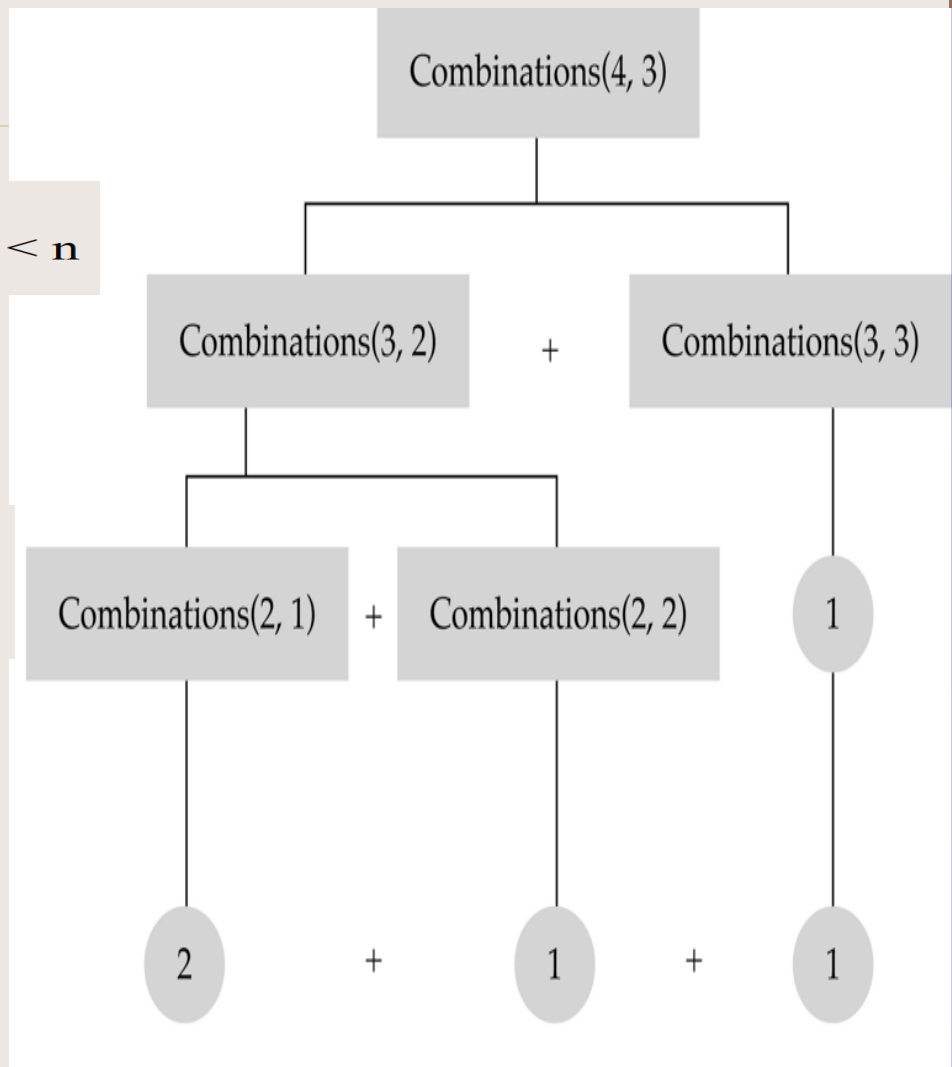 Combinations(4, 3)
< n
Combinations(3, 2) + Combinations(3, 3)
Combinations(2, 1) + Combinations(2, 2) 1
2 + 1 + 1